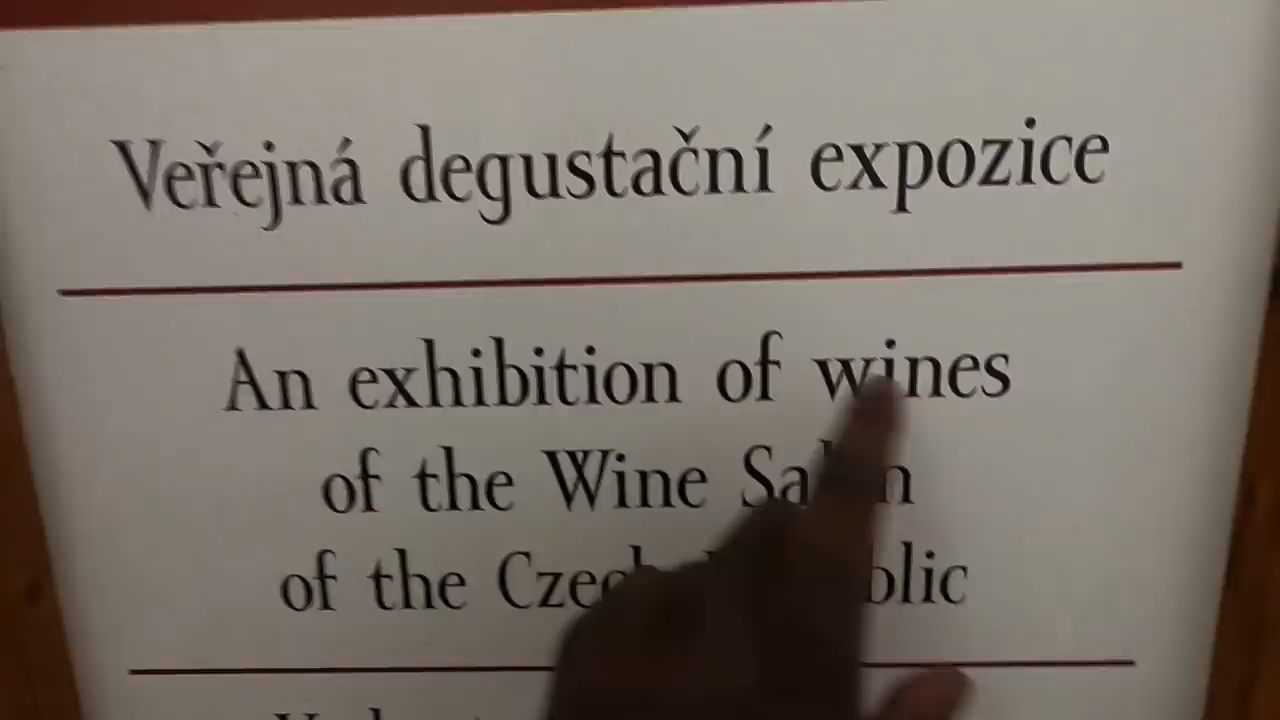 Veřejná degustační expozice
An exhibition of wines
of the Wine Salon
of the Czech Republic